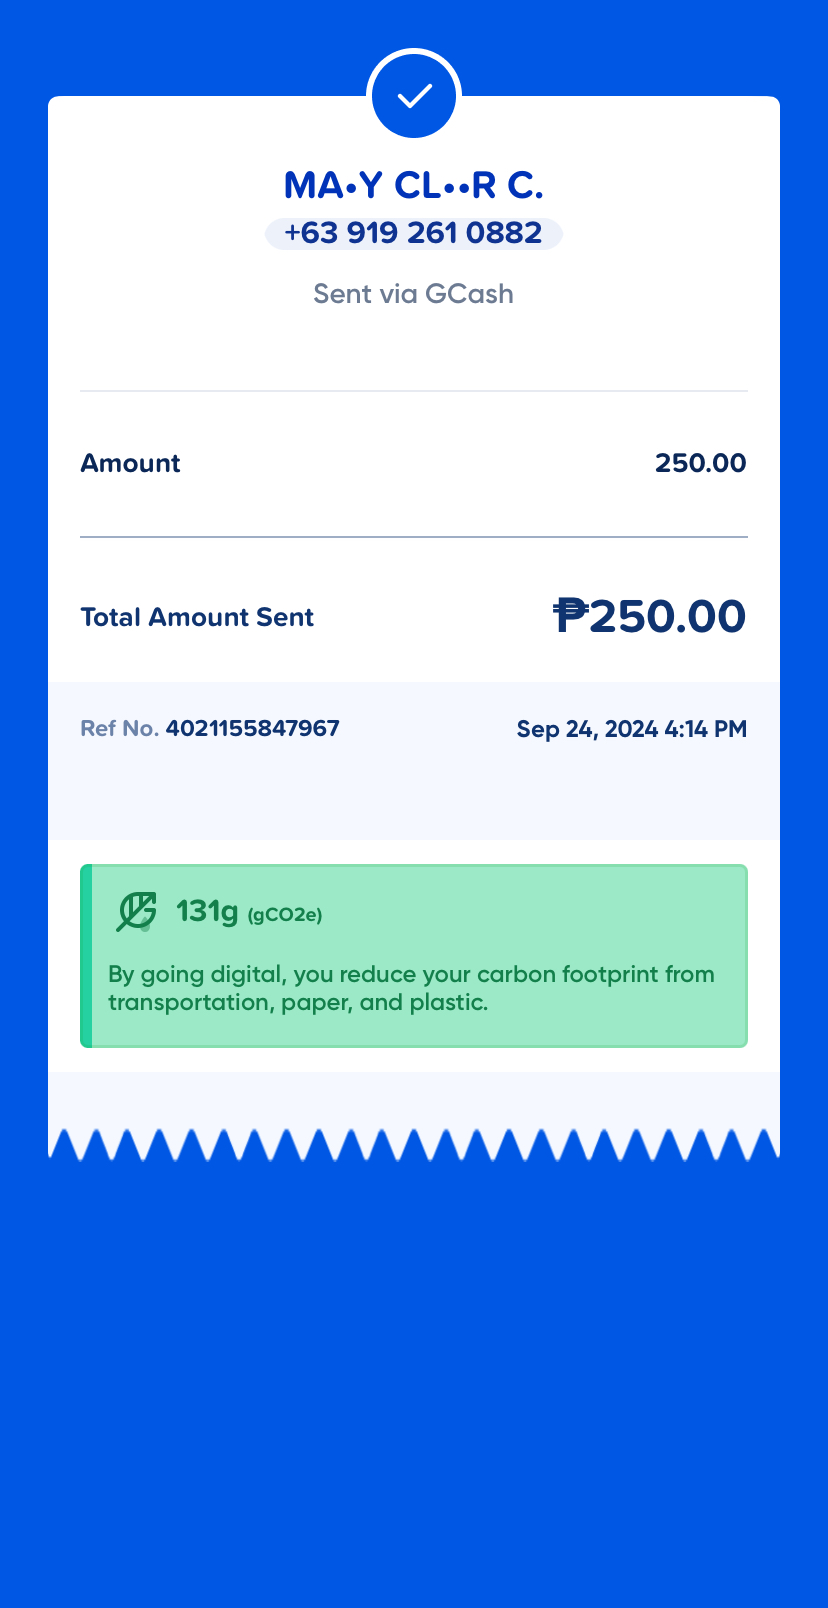 MA•Y CL••R C.
+63 919 261 0882
Sent via GCash
Amount 250.00
Total Amount Sent ₱250.00
Ref No. 4021155847967 Sep 24, 2024 4:14 PM
131g (gCO2e)
By going digital, you reduce your carbon footprint from
transportation, paper, and plastic.